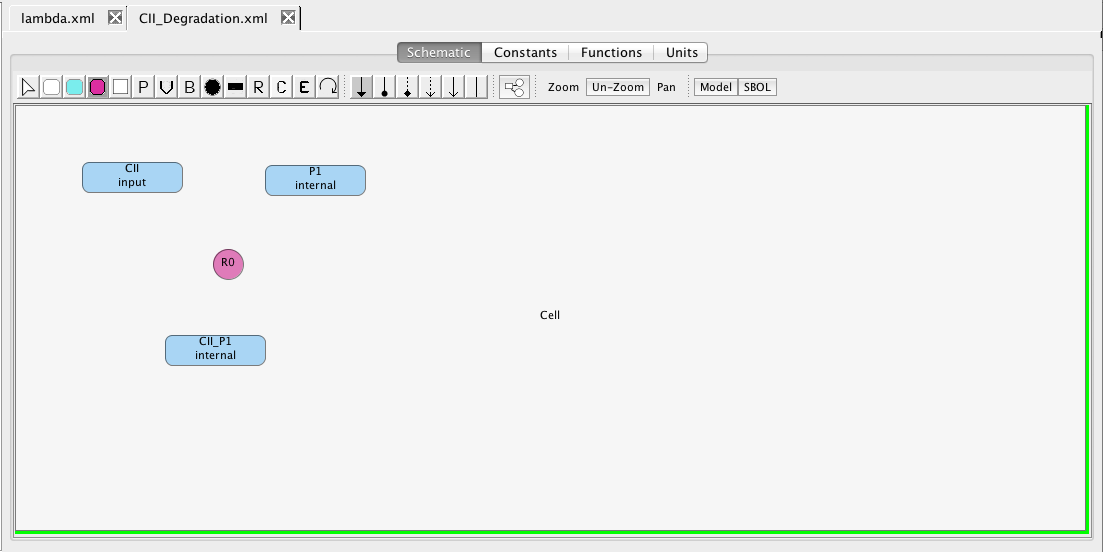 lambda.xml CII_Degradation.xml
Schematic Constants Functions Units
P V B R C E Zoom Un-Zoom Pan Model SBOL
CII
input
P1
internal
R0
Cell
CII_P1
internal